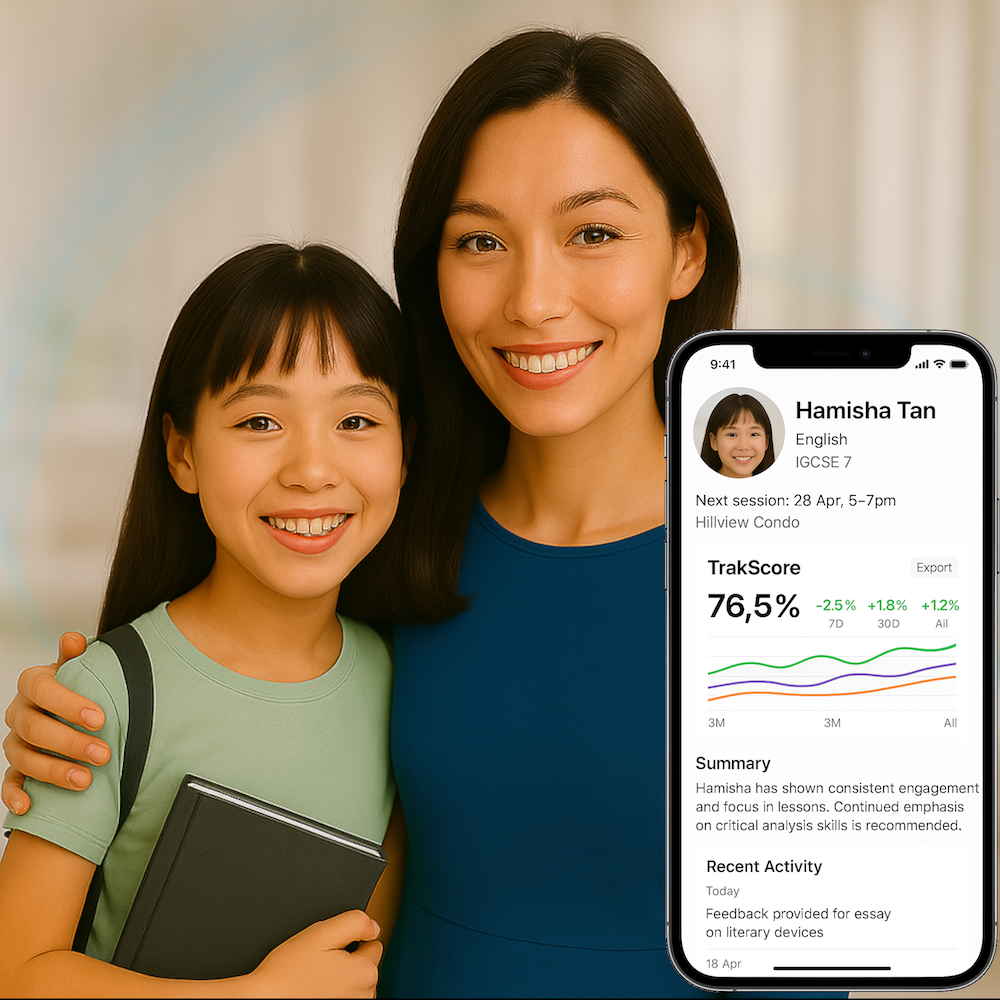 9:41
Hamisha Tan
English
IGCSE 7
Next session: 28 Apr, 5–7pm
Hillview Condo
TrakScore
Export
76,5%
-2.5% +1.8% +1.2%
7D 30D All
3M 3M All
Summary
Hamisha has shown consistent engagement
and focus in lessons. Continued emphasis
on critical analysis skills is recommended.
Recent Activity
Today
Feedback provided for essay
on literary devices
18 Apr